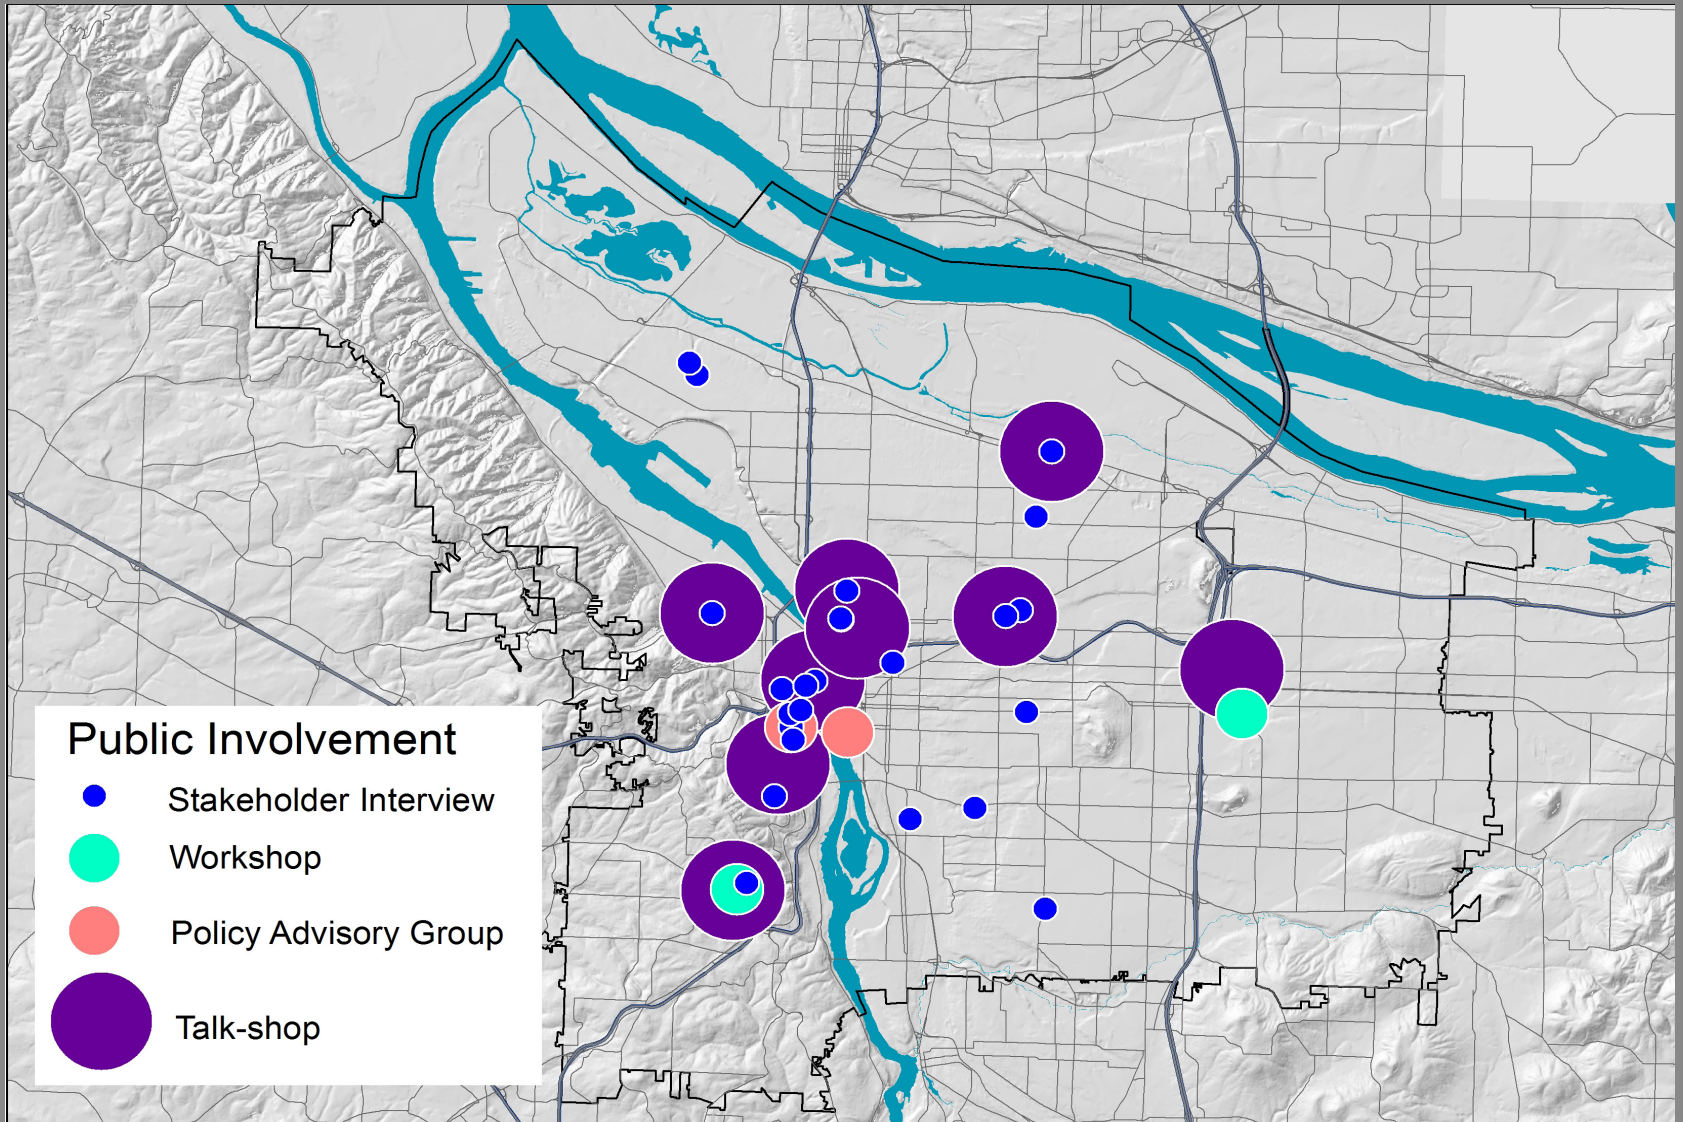 Public Involvement
Stakeholder Interview
Workshop
Policy Advisory Group
Talk-shop